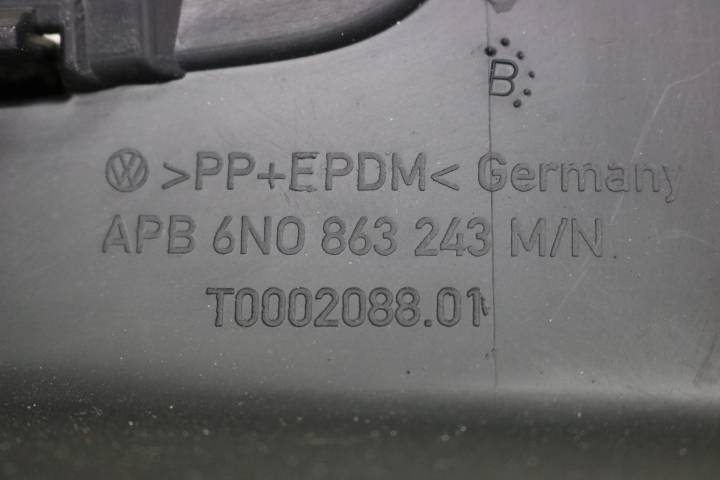 B
>PP+EPDM< Germany
APB 6N0 863 243 M/N
T0002088.01